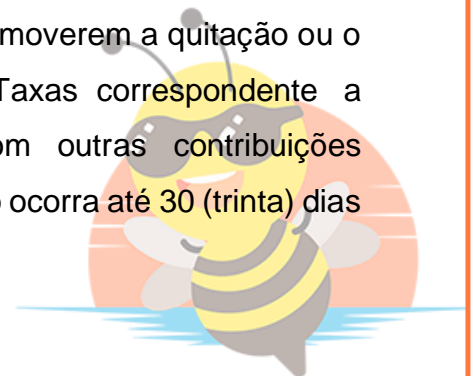 moverem a quitação ou o
Taxas correspondente a
om outras contribuições
ocorra até 30 (trinta) dias